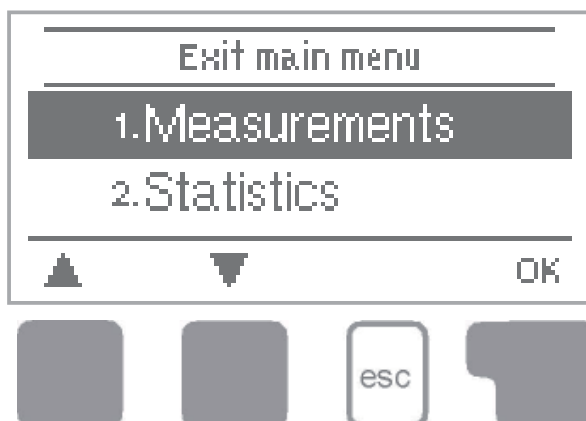 Exit main menu
1.Measurements
2.Statistics
OK
esc